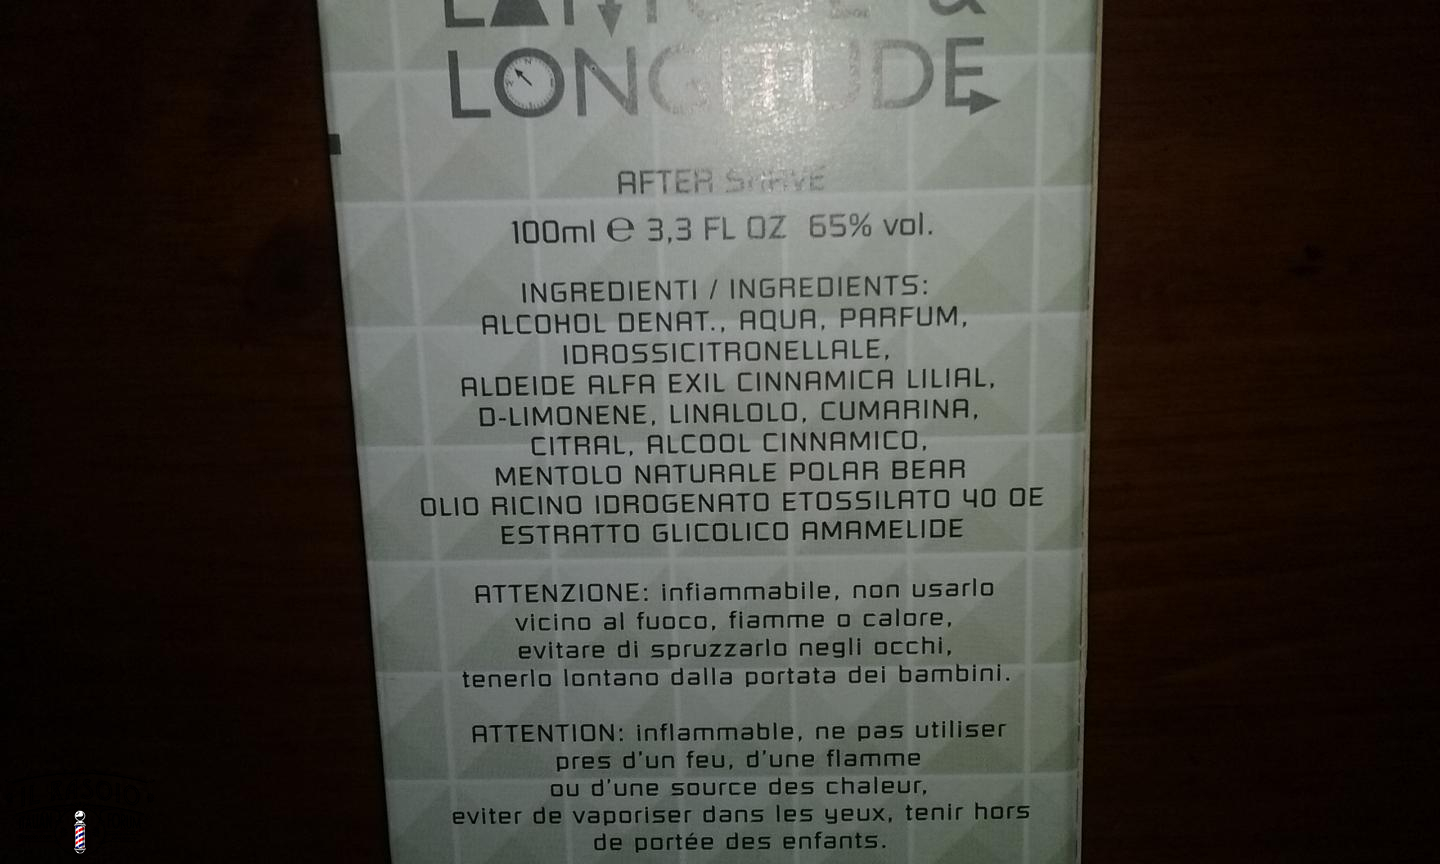 &
LONGITUDE
AFTER SHAVE
100ml ℮ 3,3 FL OZ 65% vol.
INGREDIENTI / INGREDIENTS:
ALCOHOL DENAT., AQUA, PARFUM,
IDROSSICITRONELLALE,
ALDEIDE ALFA EXIL CINNAMICA LILIAL,
D-LIMONENE, LINALOLO, CUMARINA,
CITRAL, ALCOOL CINNAMICO,
MENTOLO NATURALE POLAR BEAR
OLIO RICINO IDROGENATO ETOSSILATO 40 OE
ESTRATTO GLICOLICO AMAMELIDE
ATTENZIONE: infiammabile, non usarlo
vicino al fuoco, fiamme o calore,
evitare di spruzzarlo negli occhi,
tenerlo lontano dalla portata dei bambini.
ATTENTION: inflammable, ne pas utiliser
pres d'un feu, d'une flamme
ou d'une source des chaleur,
eviter de vaporiser dans les yeux, tenir hors
de portée des enfants.